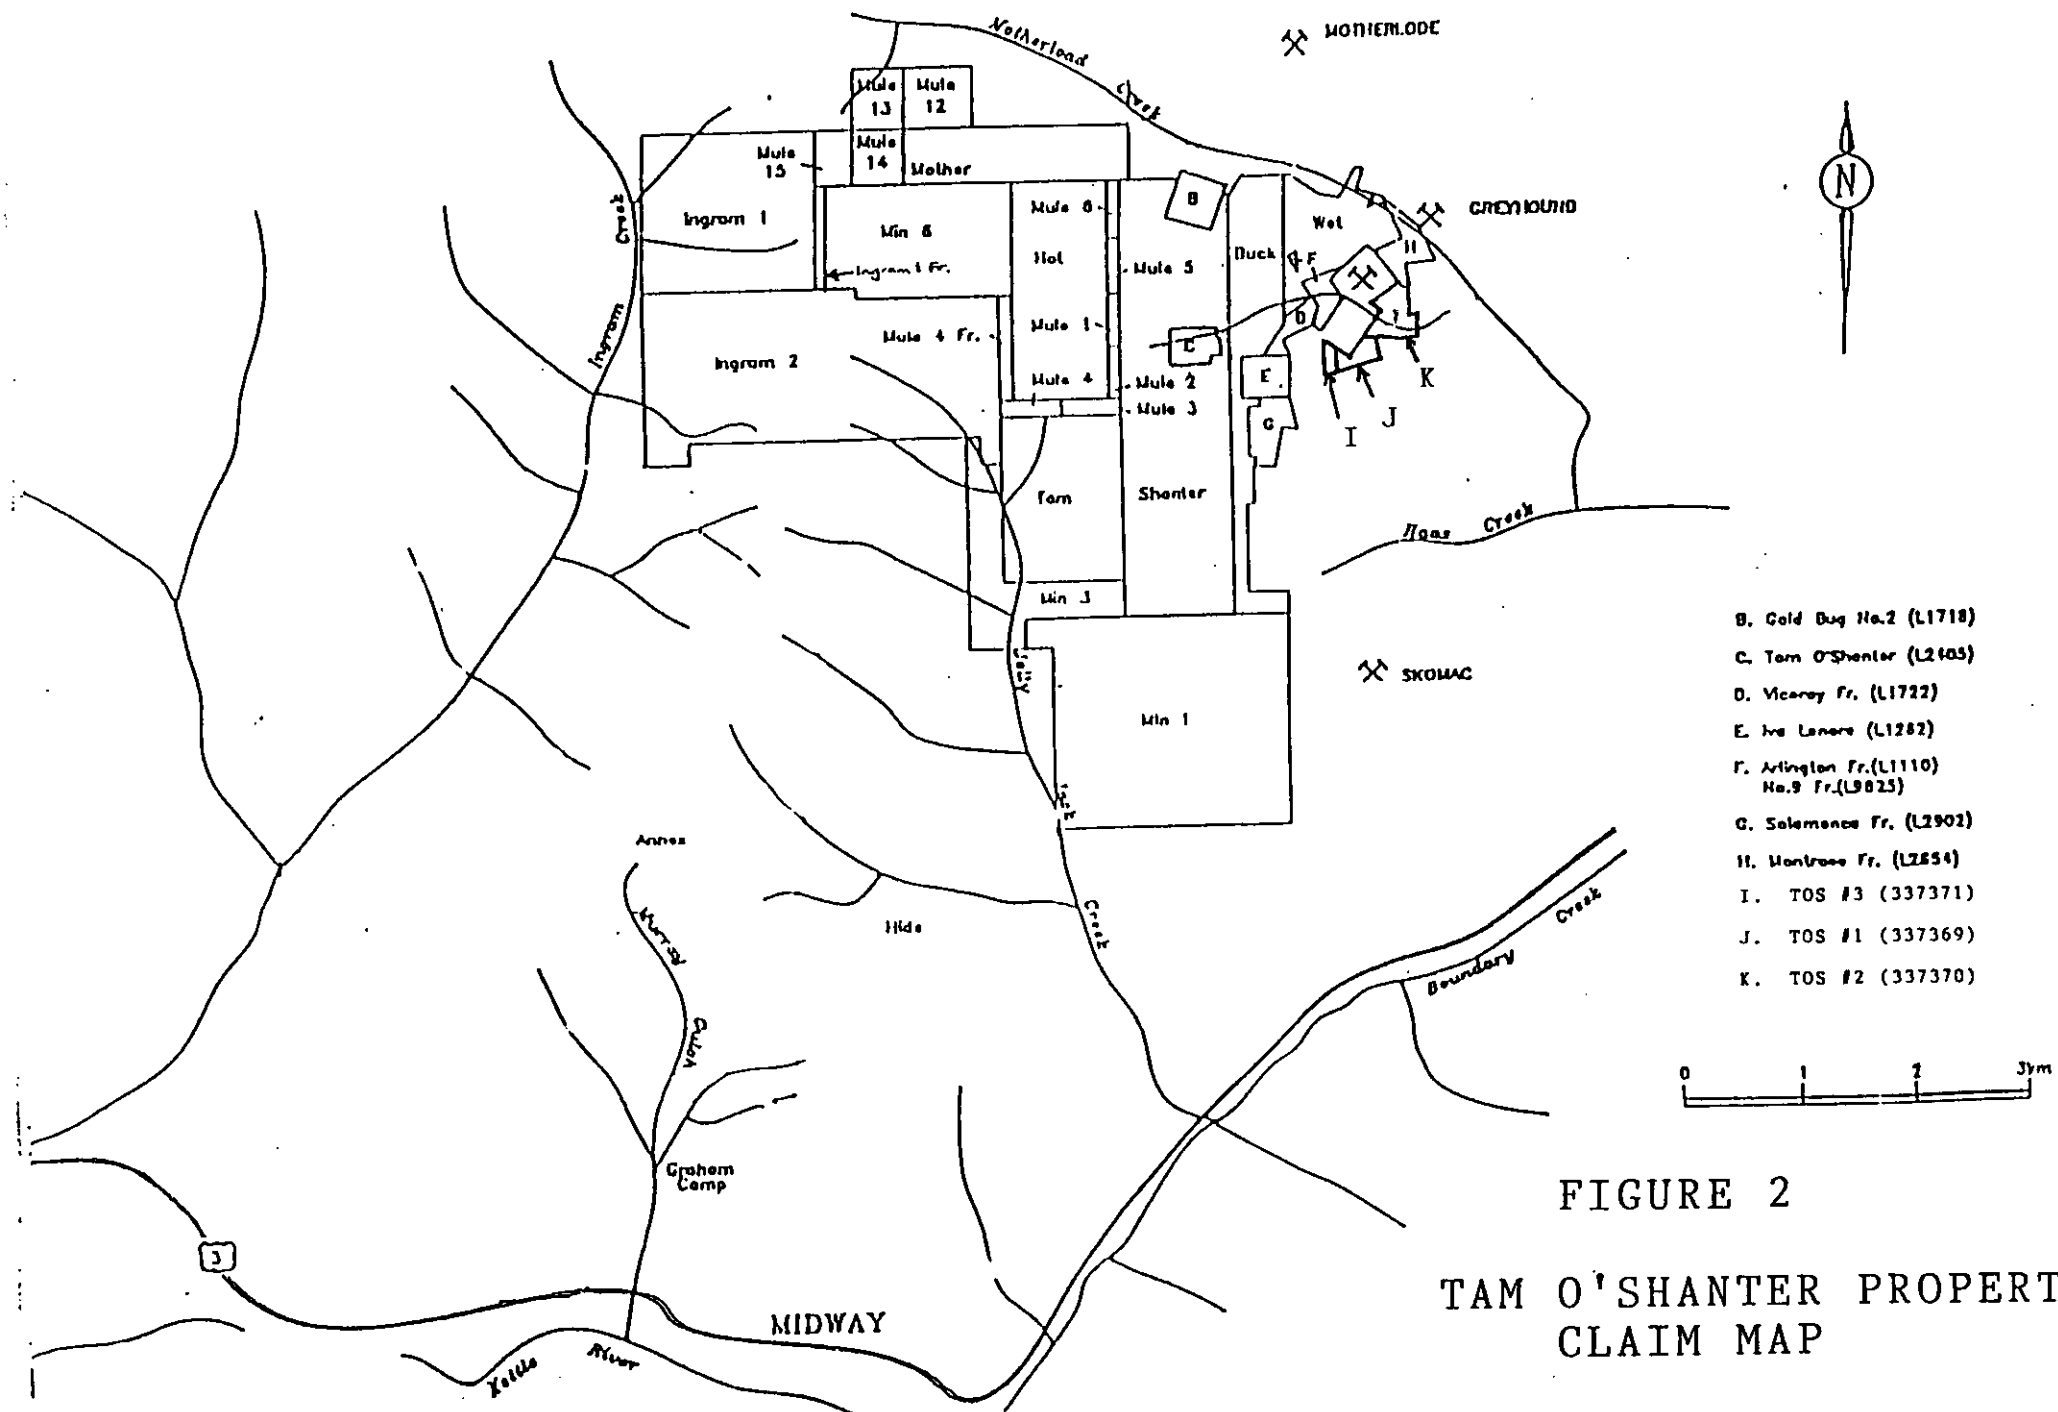 Motherload
Creek
MOTHERLODE
Mule
13
Mule
12
Mule
14
Mule
15
Mother
N
GREYHOUND
Ingram 1
Min 6
Mule 6
Hot
B
Wet
H
Duck
F
Mule 5
Ingram 1 Fr.
Creek
Ingram
Ingram 2
Mule 4 Fr.
Mule 1
D
C
E
Mule 4
Mule 2
Mule 3
G
K
J
I
Tam
Shanter
Haas Creek
Min 3
Min 1
SKOMAC
B. Gold Bug No.2 (L1718)
C. Tam O'Shanter (L2405)
D. Viceroy Fr. (L1722)
E. Iva Lenore (L1282)
F. Arlington Fr.(L1110)
No.9 Fr.(L9825)
G. Salamanca Fr. (L2902)
H. Montrose Fr. (L2854)
I. TOS #3 (337371)
J. TOS #1 (337369)
K. TOS #2 (337370)
Annex
Murray
Gulch
Hide
Creek
Boundary Creek
0 1 2 3km
Graham
Camp
3
MIDWAY
Kettle River
FIGURE 2
TAM O'SHANTER PROPERT
CLAIM MAP